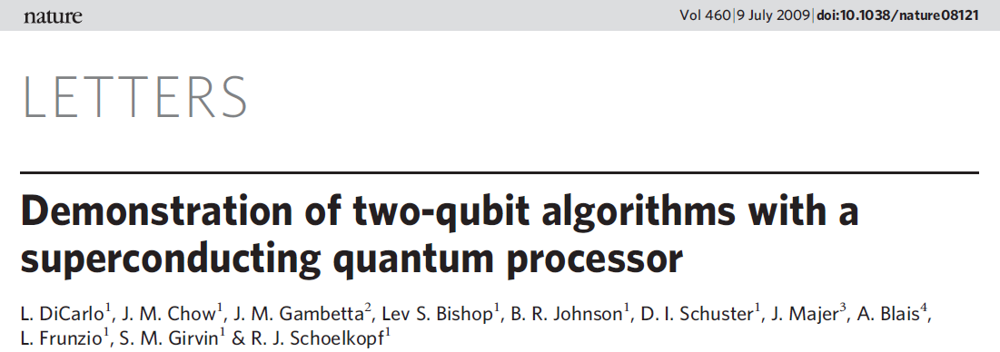 nature
Vol 460|9 July 2009|doi:10.1038/nature08121
LETTERS
Demonstration of two-qubit algorithms with a
superconducting quantum processor
L. DiCarlo¹, J. M. Chow¹, J. M. Gambetta², Lev S. Bishop¹, B. R. Johnson¹, D. I. Schuster¹, J. Majer³, A. Blais⁴,
L. Frunzio¹, S. M. Girvin¹ & R. J. Schoelkopf¹